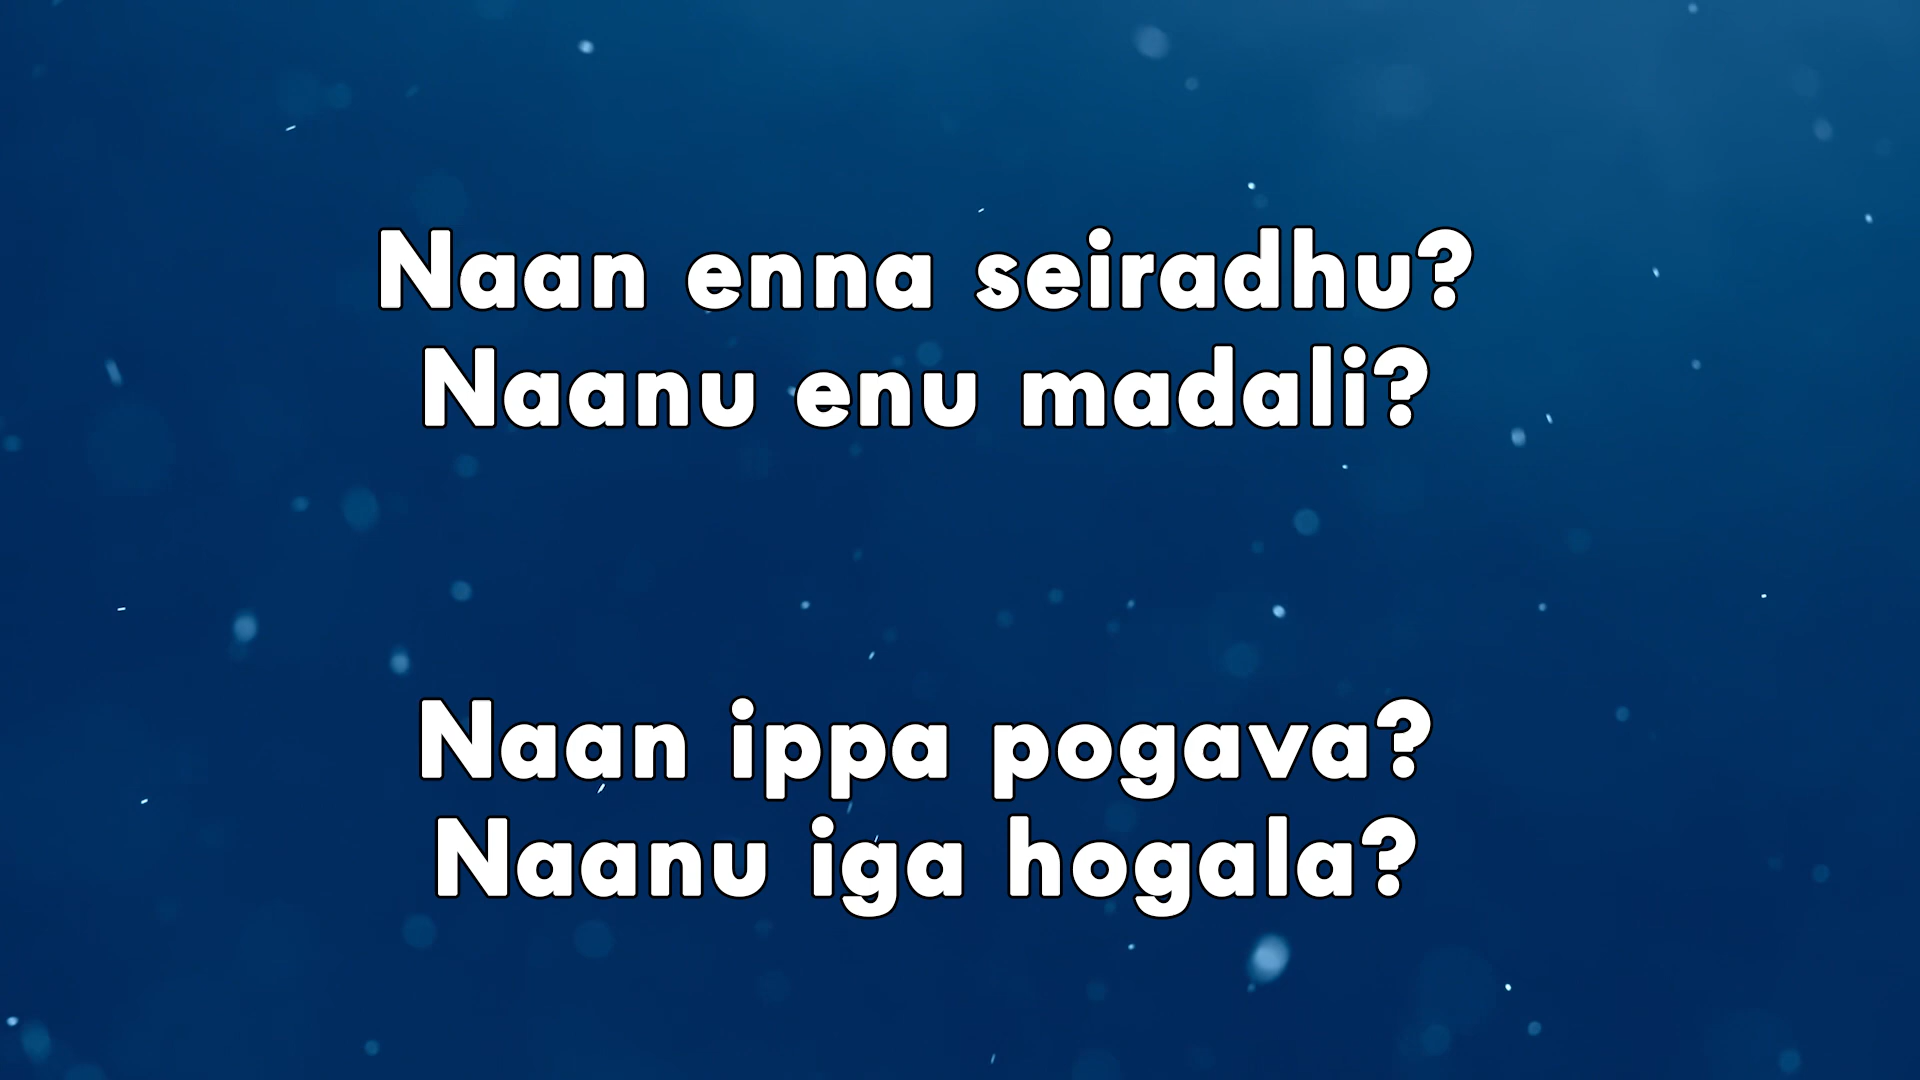 Naan enna seiradhu?
Naanu enu madali?
Naan ippa pogava?
Naanu iga hogala?